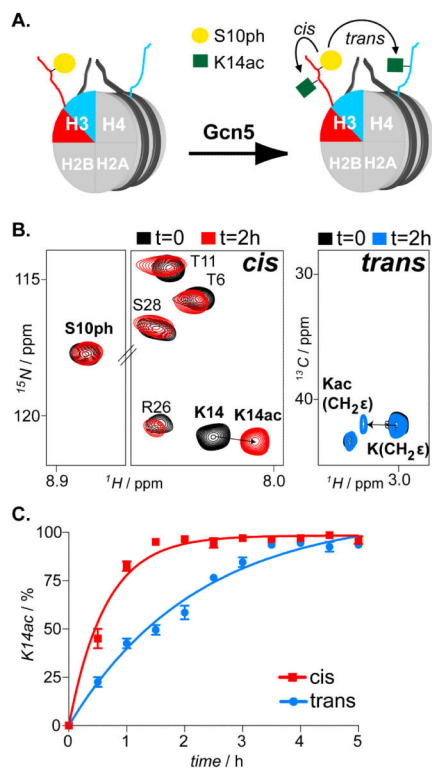 A.
S10ph
K14ac
cis
trans
H3
H4
H2B
H2A
Gcn5
H3
H4
H2B
H2A
B.
t=0
t=2h
t=0
t=2h
115
120
15N / ppm
S10ph
8.9
cis
T11
T6
S28
R26
K14
K14ac
8.0
1H / ppm
trans
30
40
13C / ppm
Kac
(CH2ε)
K(CH2ε)
1H / ppm
3.0
C.
100
75
50
25
0
K14ac / %
cis
trans
0
1
2
3
4
5
time / h